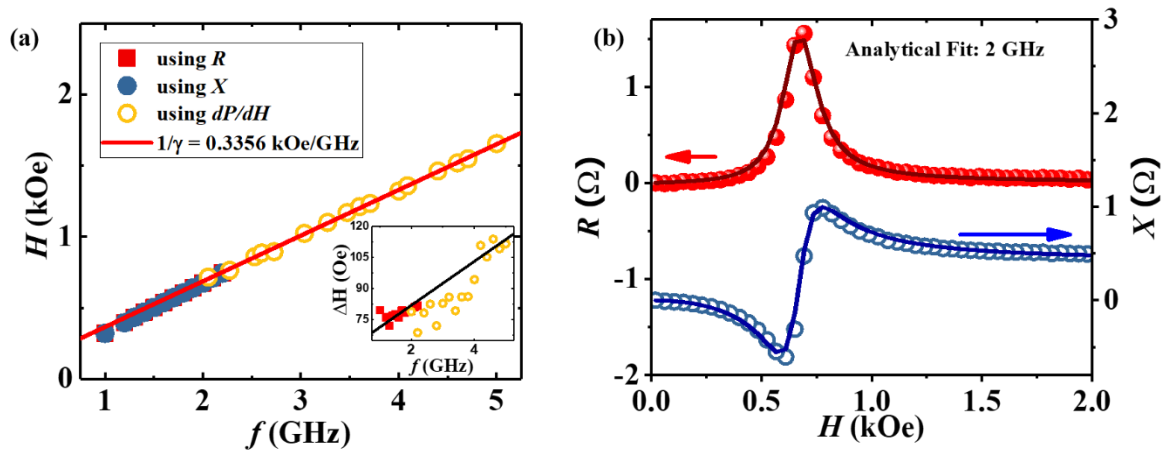 (a)
using R
using X
using dP/dH
1/γ = 0.3356 kOe/GHz
H (kOe)
2
1
0
1 2 3 4 5
f (GHz)
ΔH (Oe)
120
105
90
75
2 4
f (GHz)
(b)
Analytical Fit: 2 GHz
R (Ω)
1
0
-1
-2
X (Ω)
3
2
1
0
0.0 0.5 1.0 1.5 2.0
H (kOe)